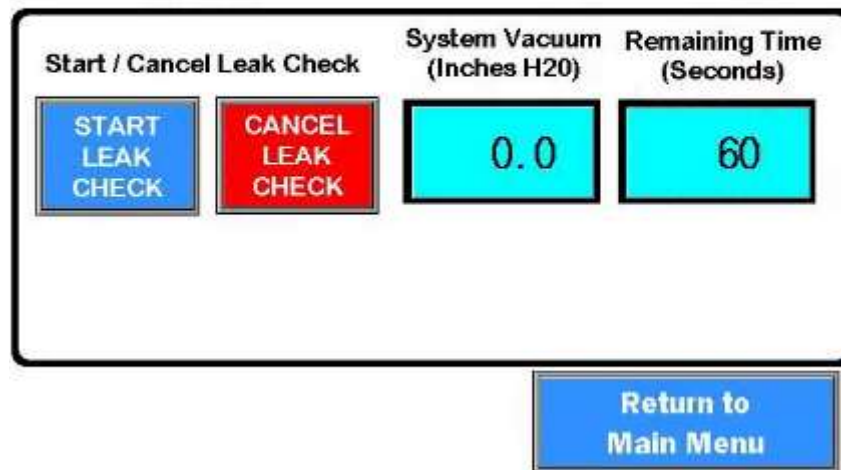 Start / Cancel Leak Check
System Vacuum
(Inches H20)
Remaining Time
(Seconds)
START
LEAK
CHECK
CANCEL
LEAK
CHECK
0.0
60
Return to
Main Menu